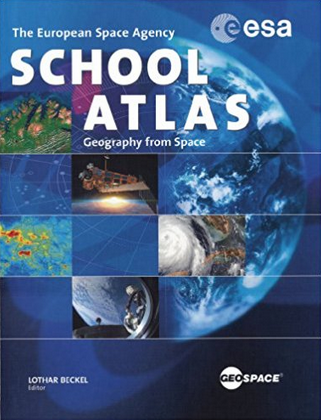 The European Space Agency
esa
SCHOOL
ATLAS
Geography from Space
LOTHAR BECKEL
Editor
GEOSPACE®